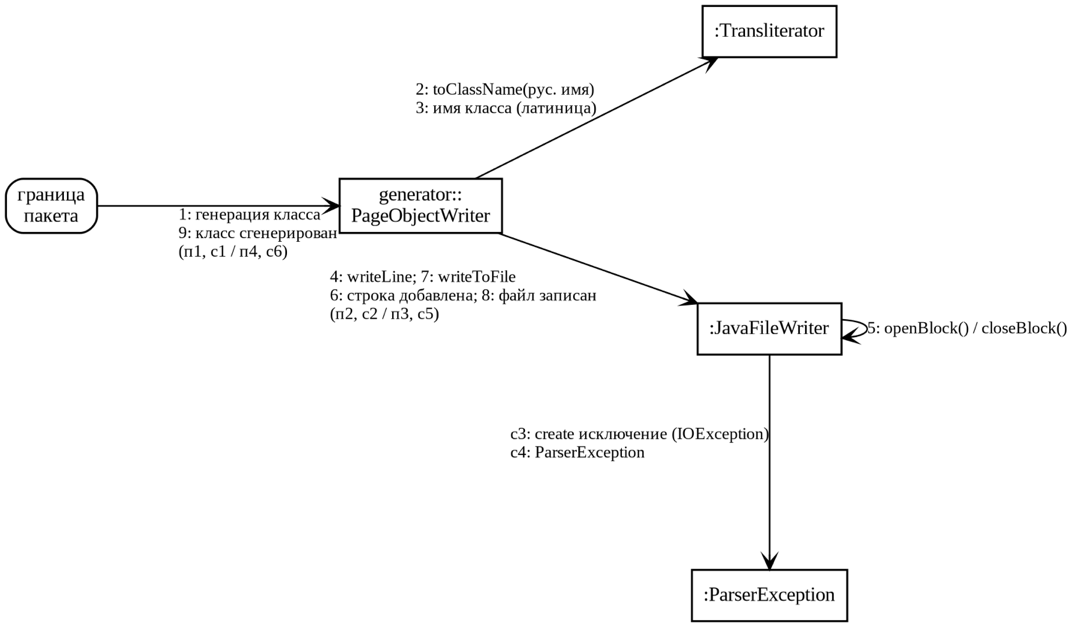 :Transliterator
2: toClassName(рус. имя)
3: имя класса (латиница)
граница
пакета
generator::
PageObjectWriter
1: генерация класса
9: класс сгенерирован
(п1, с1 / п4, с6)
4: writeLine; 7: writeToFile
6: строка добавлена; 8: файл записан
(п2, с2 / п3, с5)
:JavaFileWriter
5: openBlock() / closeBlock()
с3: create исключение (IOException)
с4: ParserException
:ParserException